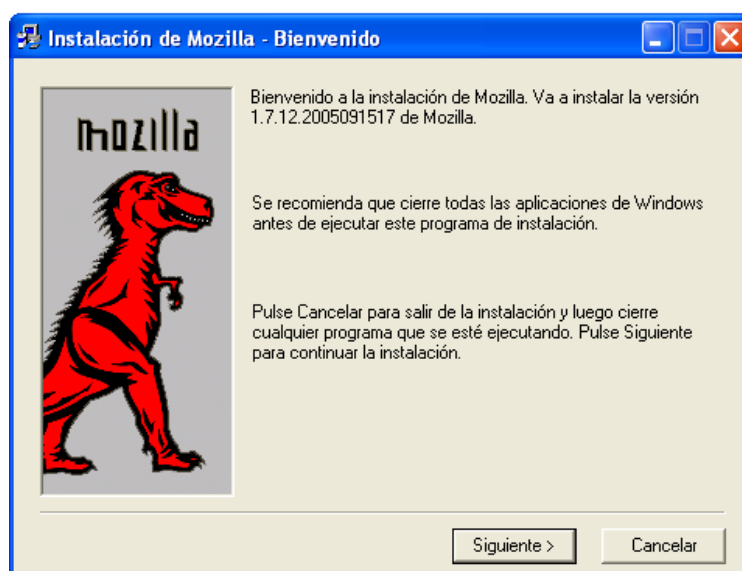 Instalación de Mozilla - Bienvenido
mozilla
Bienvenido a la instalación de Mozilla. Va a instalar la versión
1.7.12.2005091517 de Mozilla.
Se recomienda que cierre todas las aplicaciones de Windows
antes de ejecutar este programa de instalación.
Pulse Cancelar para salir de la instalación y luego cierre
cualquier programa que se esté ejecutando. Pulse Siguiente
para continuar la instalación.
Siguiente >
Cancelar